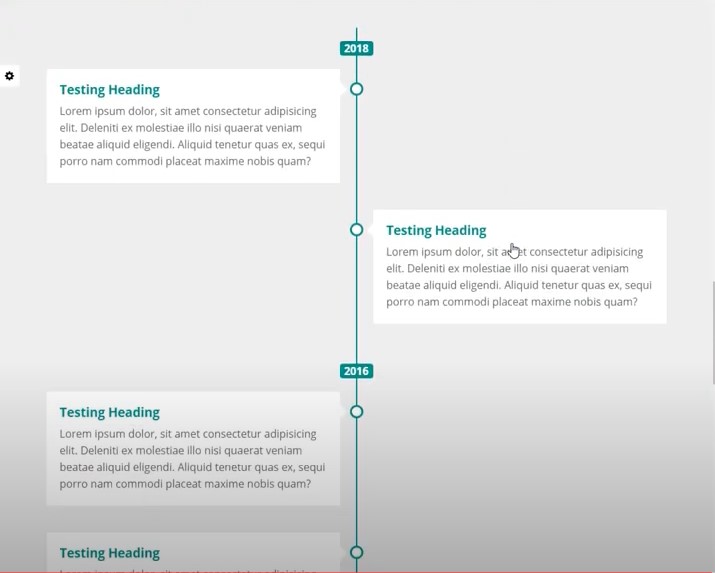 2018
Testing Heading
Lorem ipsum dolor, sit amet consectetur adipisicing
elit. Deleniti ex molestiae illo nisi quaerat veniam
beatae aliquid eligendi. Aliquid tenetur quas ex, sequi
porro nam commodi placeat maxime nobis quam?
Testing Heading
Lorem ipsum dolor, sit amet consectetur adipisicing
elit. Deleniti ex molestiae illo nisi quaerat veniam
beatae aliquid eligendi. Aliquid tenetur quas ex, sequi
porro nam commodi placeat maxime nobis quam?
2016
Testing Heading
Lorem ipsum dolor, sit amet consectetur adipisicing
elit. Deleniti ex molestiae illo nisi quaerat veniam
beatae aliquid eligendi. Aliquid tenetur quas ex, sequi
porro nam commodi placeat maxime nobis quam?
Testing Heading